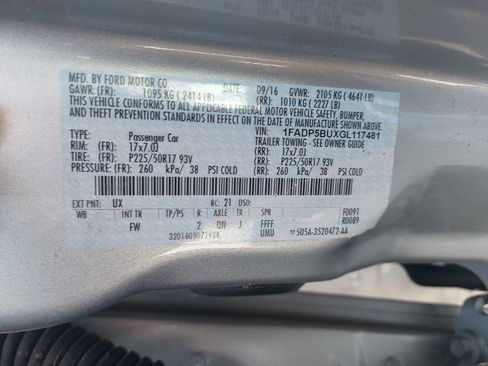 MFD. BY FORD MOTOR CO.
DATE: 09/16 GVWR: 2105 KG ( 4641 LB)
GAWR: (FR): 1095 KG ( 2414 LB) (RR): 1010 KG ( 2227 LB)
THIS VEHICLE CONFORMS TO ALL APPLICABLE FEDERAL MOTOR VEHICLE SAFETY, BUMPER,
AND THEFT PREVENTION STANDARDS IN EFFECT ON THE DATE OF MANUFACTURE SHOWN ABOVE.
VIN: 1FADP5BUXGL117481
TYPE: Passenger Car TRAILER TOWING - SEE OWNER GUIDE
RIM: (FR): 17x7.0J (RR): 17x7.0J
TIRE: (FR): P225/50R17 93V (RR): P225/50R17 93V
PRESSURE: (FR): 260 kPa/ 38 PSI COLD (RR): 260 kPa/ 38 PSI COLD
EXT PNT: UX RC: 21 DSO: F0091
WB INT TR TP/PS R AXLE TR SPR R0089
FW 2 QN J FFFF
UMU ▽5U5A-3520472-AA
3201609072924